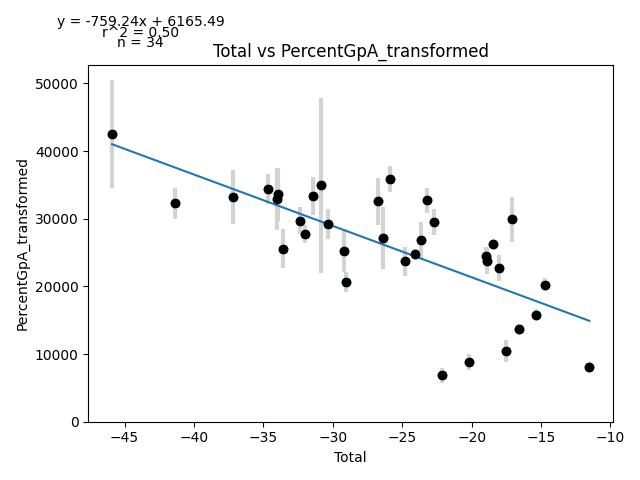 y = -759.24x + 6165.49
r^2 = 0.50
n = 34
Total vs PercentGpA_transformed
PercentGpA_transformed
50000
40000
30000
20000
10000
0
−45
−40
−35
−30
−25
−20
−15
−10
Total